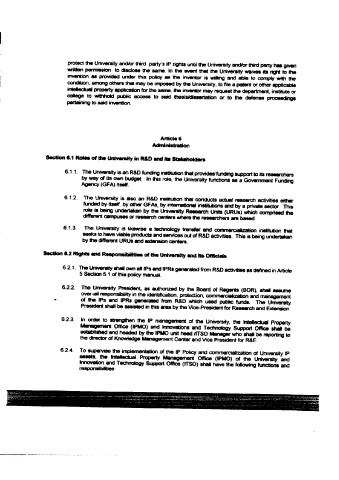 protect the University and/or third party's IP rights until the University and/or third party has given
written permission to disclose the same. In the event that the University waives its right to the
invention as provided under this policy as the inventor is willing and able to comply with the
condition, among others that may be imposed by the University, to file a patent or other applicable
intellectual property application for the same, the inventor may request the department, institute or
college to withhold public access to said thesis/dissertation or to the defense proceedings
pertaining to said invention.
Article 6
Administration
Section 6.1 Roles of the University in R&D and its Stakeholders
6.1.1. The University is an R&D funding institution that provides funding support to its researchers
by way of its own budget. In this role, the University functions as a Government Funding
Agency (GFA) itself.
6.1.2. The University is also an R&D institution that conducts actual research activities either
funded by itself, by other GFA, by international institutions and by a private sector. This
role is being undertaken by the University Research Units (URUs) which comprised the
different campuses or research centers where the researchers are based.
6.1.3. The University is likewise a technology transfer and commercialization institution that
seeks to have viable products and services out of R&D activities. This is being undertaken
by the different URUs and extension centers.
Section 6.2 Rights and Responsibilities of the University and its Officials
6.2.1. The University shall own all IPs and IPRs generated from R&D activities as defined in Article
5 Section 5.1 of this policy manual.
6.2.2. The University President, as authorized by the Board of Regents (BOR), shall assume
over-all responsibility in the identification, protection, commercialization and management
of the IPs and IPRs generated from R&D which used public funds. The University
President shall be assisted in this area by the Vice-President for Research and Extension
6.2.3. In order to strengthen the IP management of the University, the Intellectual Property
Management Office (IPMO) and Innovations and Technology Support Office shall be
established and headed by the IPMO unit head /ITSO Manager who shall be reporting to
the director of Knowledge Management Center and Vice President for R&E.
6.2.4. To supervise the implementation of the IP Policy and commercialization of University IP
assets, the Intellectual Property Management Office (IPMO) of the University and
Innovation and Technology Support Office (ITSO) shall have the following functions and
responsibilities